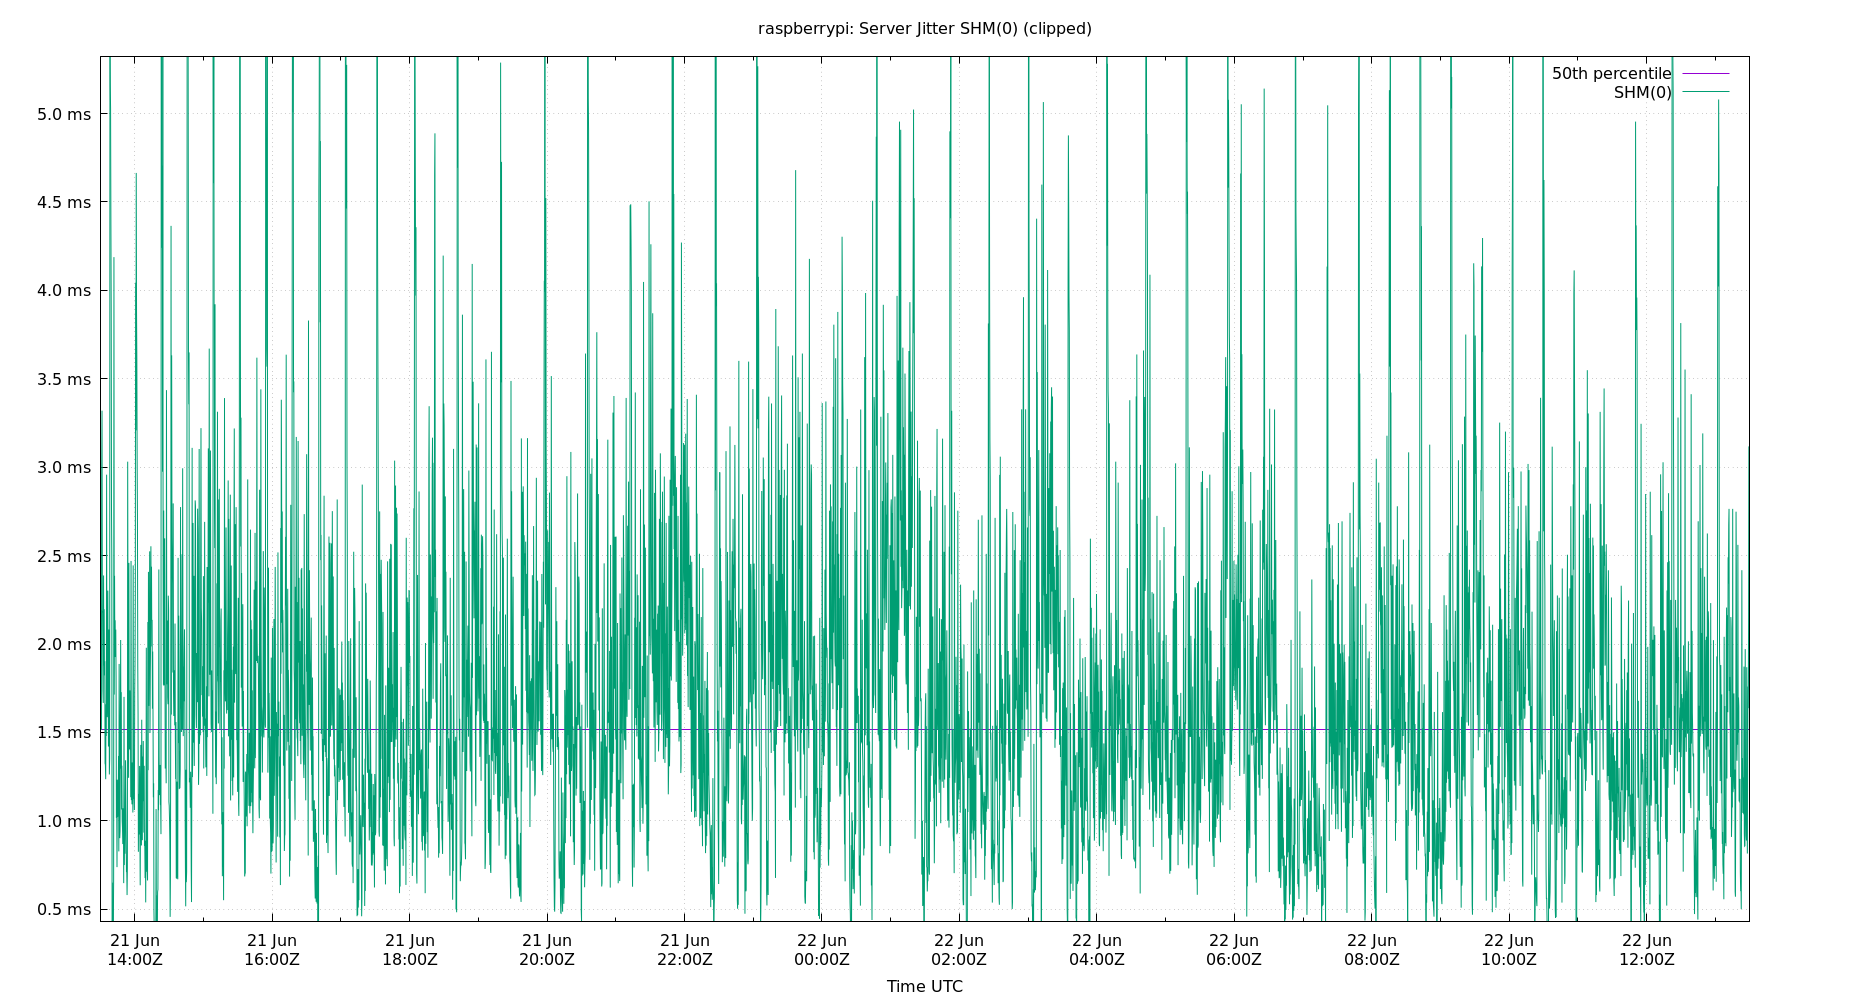 raspberrypi: Server Jitter SHM(0) (clipped)
50th percentile
SHM(0)
5.0 ms
4.5 ms
4.0 ms
3.5 ms
3.0 ms
2.5 ms
2.0 ms
1.5 ms
1.0 ms
0.5 ms
21 Jun 21 Jun 21 Jun 21 Jun 21 Jun 22 Jun 22 Jun 22 Jun 22 Jun 22 Jun 22 Jun 22 Jun
14:00Z 16:00Z 18:00Z 20:00Z 22:00Z 00:00Z 02:00Z 04:00Z 06:00Z 08:00Z 10:00Z 12:00Z
Time UTC